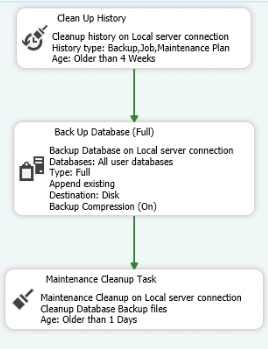 Clean Up History
Cleanup history on Local server connection
History type: Backup,Job,Maintenance Plan
Age: Older than 4 Weeks
Back Up Database (Full)
Backup Database on Local server connection
Databases: All user databases
Type: Full
Append existing
Destination: Disk
Backup Compression (On)
Maintenance Cleanup Task
Maintenance Cleanup on Local server connection
Cleanup Database Backup files
Age: Older than 1 Days